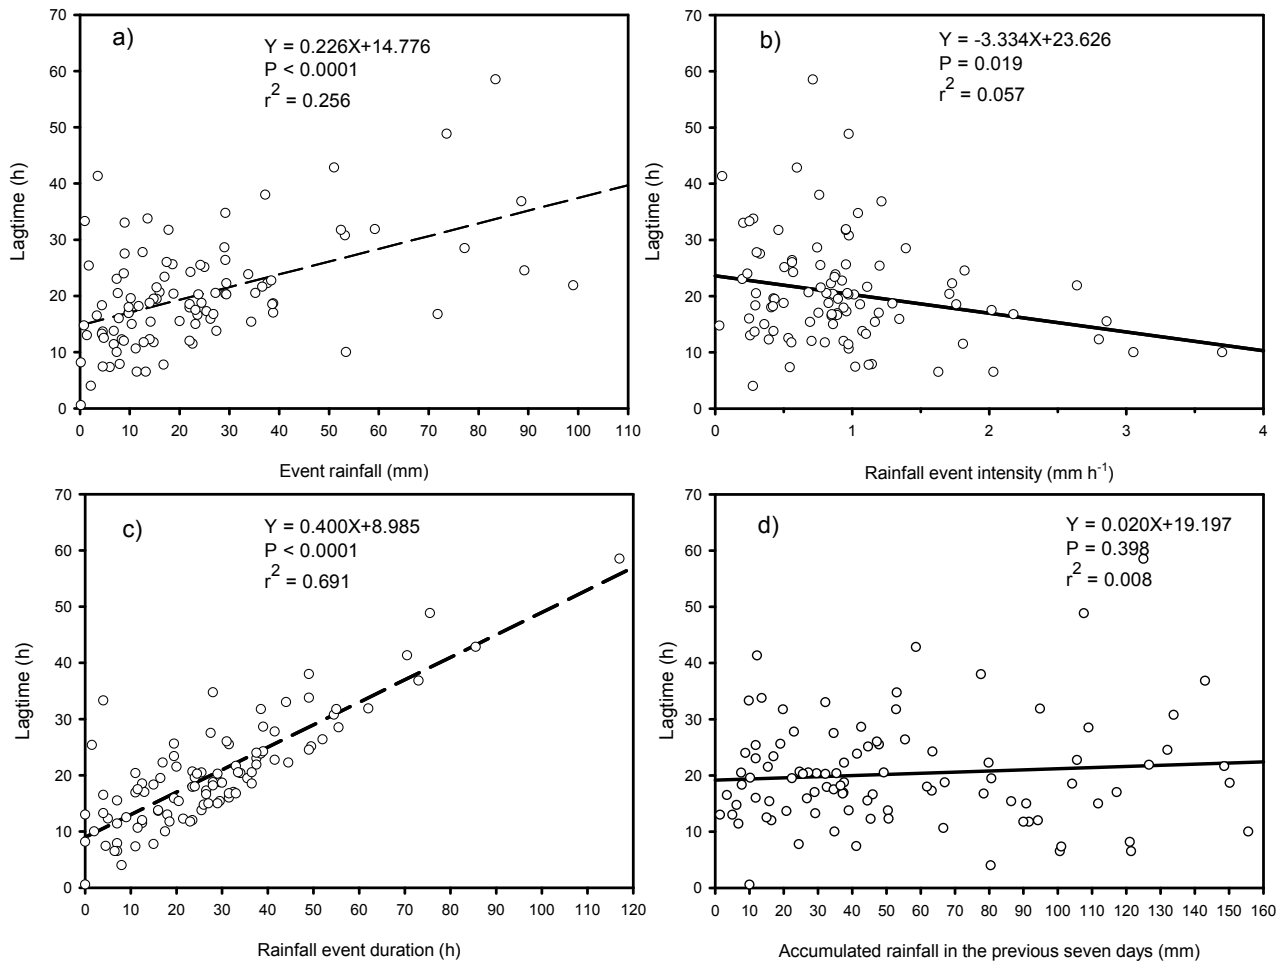 a)
Y = 0.226X+14.776
P < 0.0001
r2 = 0.256
70
60
50
40
30
20
10
0
Lagtime (h)
0 10 20 30 40 50 60 70 80 90 100 110
Event rainfall (mm)
b)
Y = -3.334X+23.626
P = 0.019
r2 = 0.057
70
60
50
40
30
20
10
0
Lagtime (h)
0 1 2 3 4
Rainfall event intensity (mm h-1)
c)
Y = 0.400X+8.985
P < 0.0001
r2 = 0.691
70
60
50
40
30
20
10
0
Lagtime (h)
0 10 20 30 40 50 60 70 80 90 100 110 120
Rainfall event duration (h)
d)
Y = 0.020X+19.197
P = 0.398
r2 = 0.008
70
60
50
40
30
20
10
0
Lagtime (h)
0 10 20 30 40 50 60 70 80 90 100 110 120 130 140 150 160
Accumulated rainfall in the previous seven days (mm)